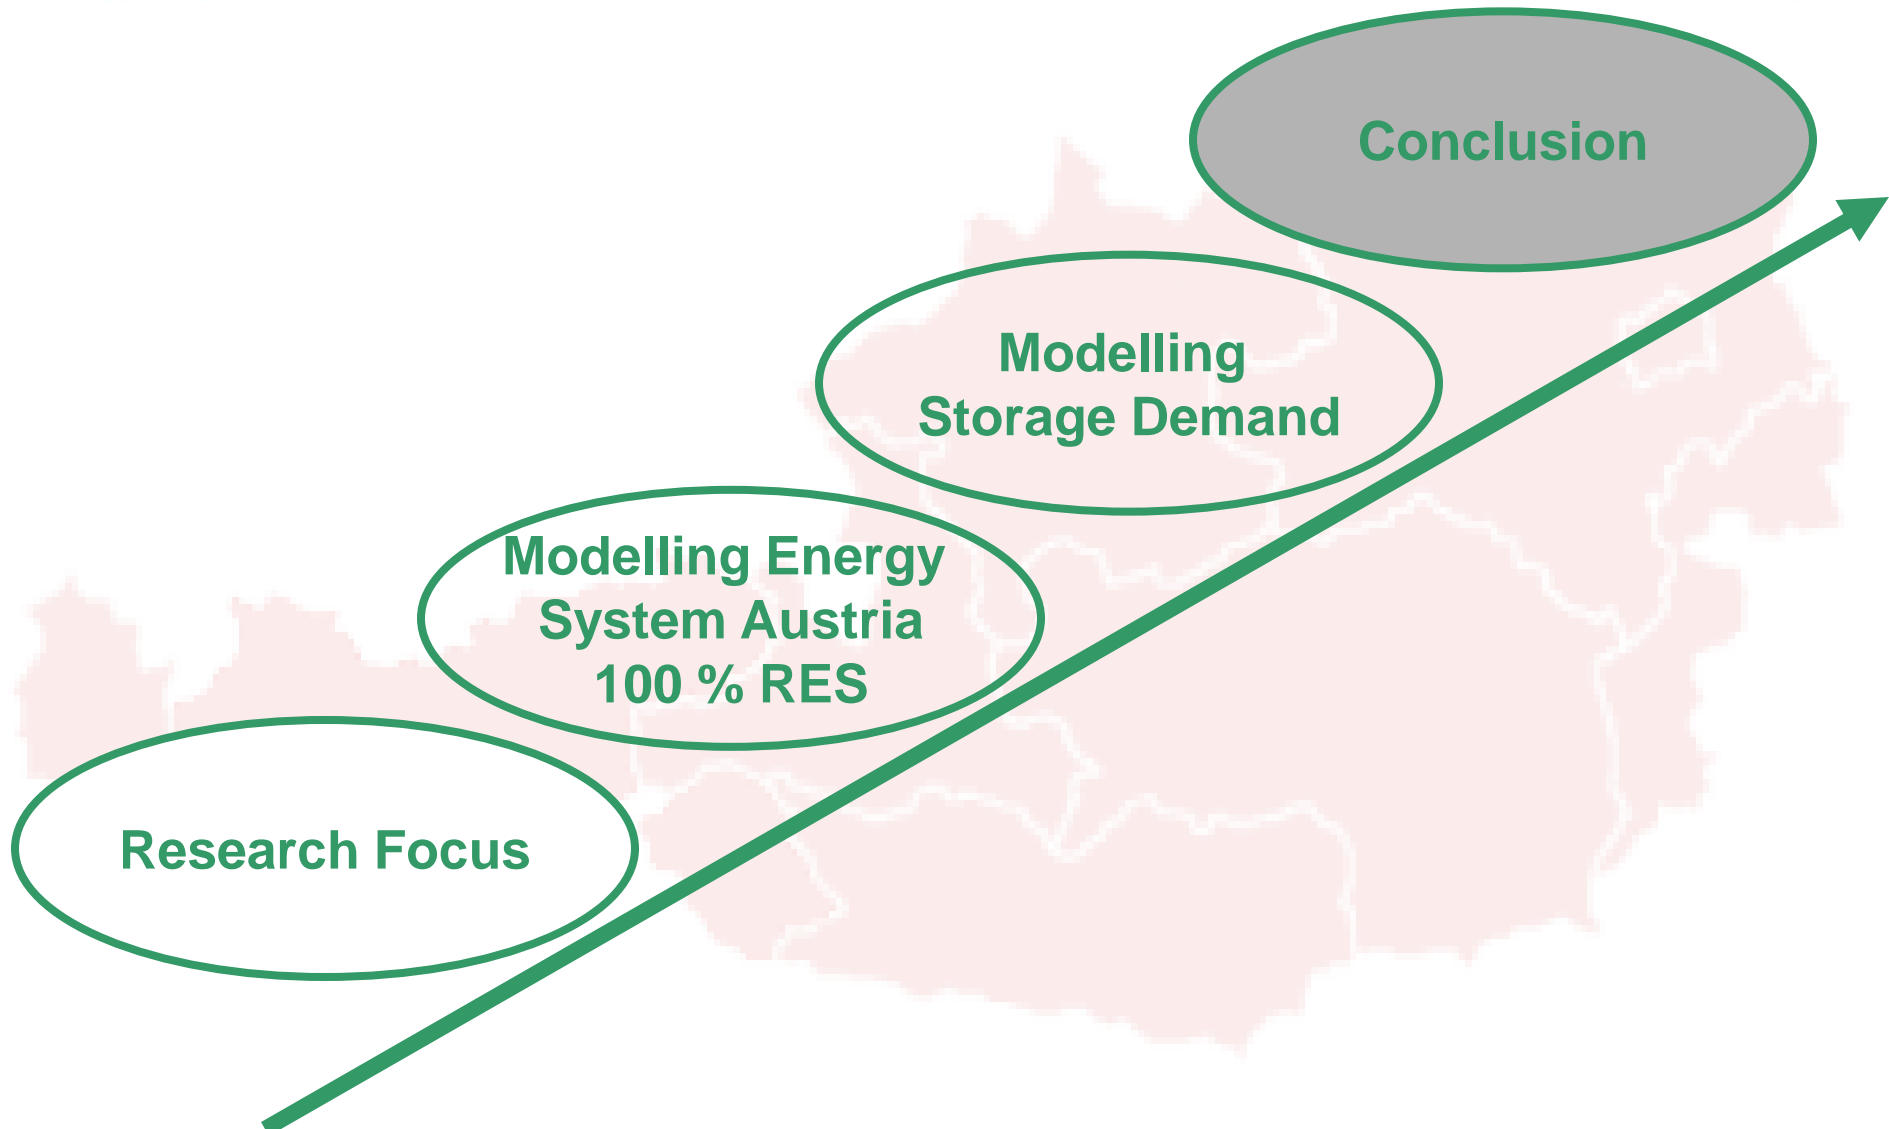 Conclusion
Modelling
Storage Demand
Modelling Energy
System Austria
100 % RES
Research Focus